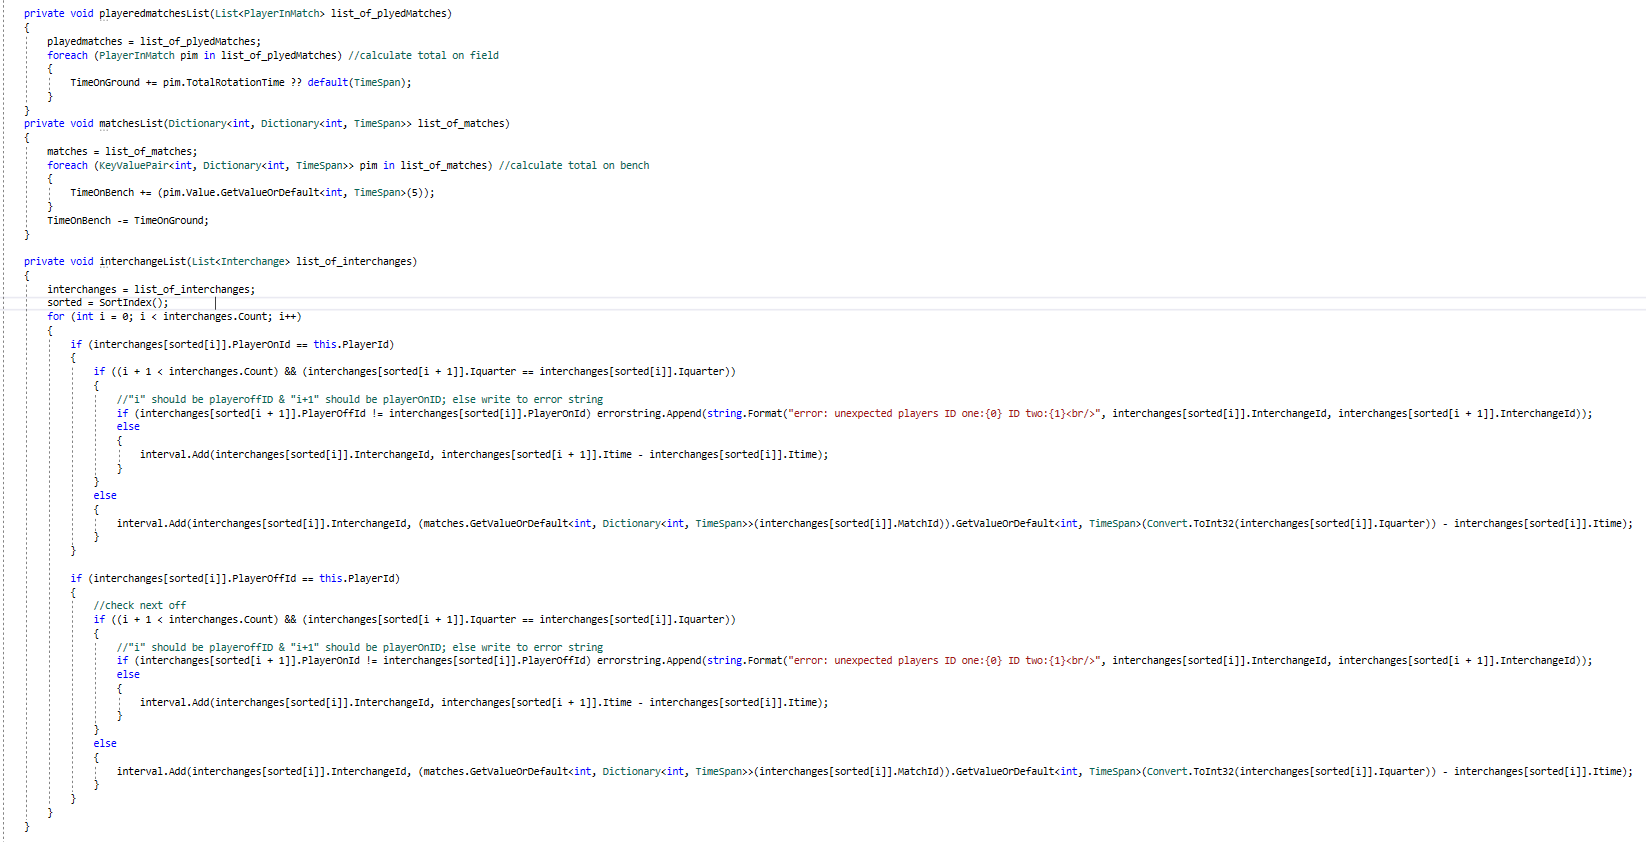 private void playeredmatchesList(List<PlayerInMatch> list_of_plyedMatches)
{
playedmatches = list_of_plyedMatches;
foreach (PlayerInMatch pim in list_of_plyedMatches) //calculate total on field
{
TimeOnGround += pim.TotalRotationTime ?? default(TimeSpan);
}
}
private void matchesList(Dictionary<int, Dictionary<int, TimeSpan>> list_of_matches)
{
matches = list_of_matches;
foreach (KeyValuePair<int, Dictionary<int, TimeSpan>> pim in list_of_matches) //calculate total on bench
{
TimeOnBench += (pim.Value.GetValueOrDefault<int, TimeSpan>(5));
}
TimeOnBench -= TimeOnGround;
}
private void interchangeList(List<Interchange> list_of_interchanges)
{
interchanges = list_of_interchanges;
sorted = SortIndex();
for (int i = 0; i < interchanges.Count; i++)
{
if (interchanges[sorted[i]].PlayerOnId == this.PlayerId)
{
if ((i + 1 < interchanges.Count) && (interchanges[sorted[i + 1]].Iquarter == interchanges[sorted[i]].Iquarter))
{
//"i" should be playeroffID & "i+1" should be playerOnID; else write to error string
if (interchanges[sorted[i + 1]].PlayerOffId != interchanges[sorted[i]].PlayerOnId) errorstring.Append(string.Format("error: unexpected players ID one:{0} ID two:{1}<br/>", interchanges[sorted[i]].InterchangeId, interchanges[sorted[i + 1]].InterchangeId));
else
{
interval.Add(interchanges[sorted[i]].InterchangeId, interchanges[sorted[i + 1]].Itime - interchanges[sorted[i]].Itime);
}
}
else
{
interval.Add(interchanges[sorted[i]].InterchangeId, (matches.GetValueOrDefault<int, Dictionary<int, TimeSpan>>(interchanges[sorted[i]].MatchId)).GetValueOrDefault<int, TimeSpan>(Convert.ToInt32(interchanges[sorted[i]].Iquarter)) - interchanges[sorted[i]].Itime);
}
}
if (interchanges[sorted[i]].PlayerOffId == this.PlayerId)
{
//check next off
if ((i + 1 < interchanges.Count) && (interchanges[sorted[i + 1]].Iquarter == interchanges[sorted[i]].Iquarter))
{
//"i" should be playeroffID & "i+1" should be playerOnID; else write to error string
if (interchanges[sorted[i + 1]].PlayerOnId != interchanges[sorted[i]].PlayerOffId) errorstring.Append(string.Format("error: unexpected players ID one:{0} ID two:{1}<br/>", interchanges[sorted[i]].InterchangeId, interchanges[sorted[i + 1]].InterchangeId));
else
{
interval.Add(interchanges[sorted[i]].InterchangeId, interchanges[sorted[i + 1]].Itime - interchanges[sorted[i]].Itime);
}
}
else
{
interval.Add(interchanges[sorted[i]].InterchangeId, (matches.GetValueOrDefault<int, Dictionary<int, TimeSpan>>(interchanges[sorted[i]].MatchId)).GetValueOrDefault<int, TimeSpan>(Convert.ToInt32(interchanges[sorted[i]].Iquarter)) - interchanges[sorted[i]].Itime);
}
}
}
}